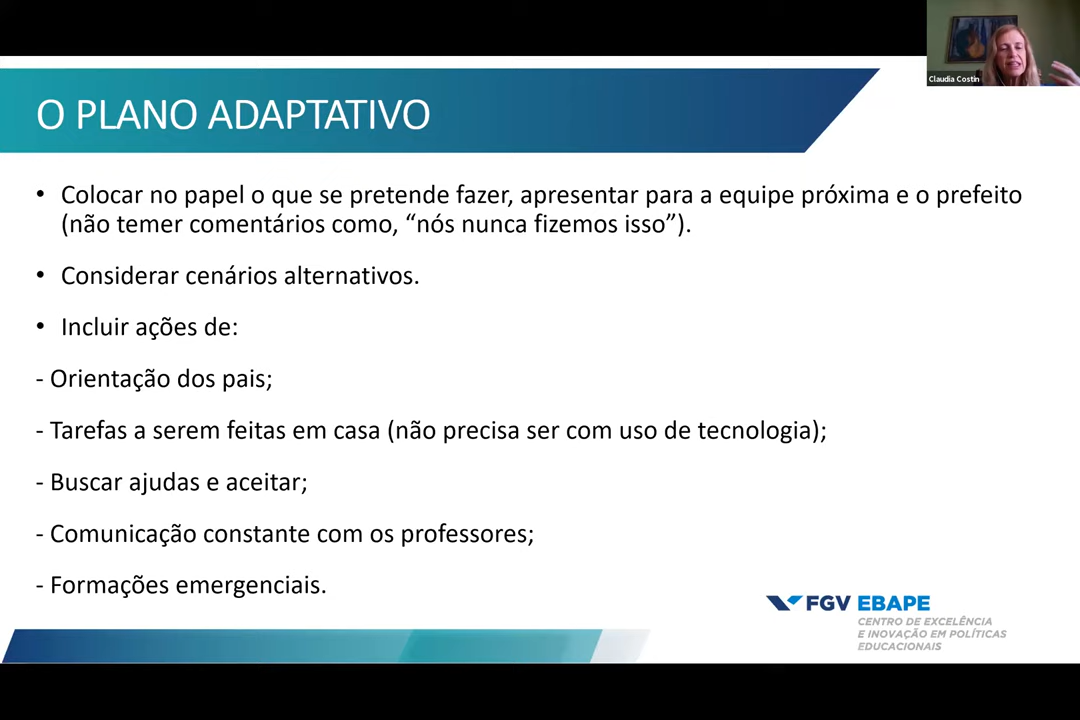 Claudia Costin
O PLANO ADAPTATIVO
• Colocar no papel o que se pretende fazer, apresentar para a equipe próxima e o prefeito
(não temer comentários como, “nós nunca fizemos isso”).
• Considerar cenários alternativos.
• Incluir ações de:
- Orientação dos pais;
- Tarefas a serem feitas em casa (não precisa ser com uso de tecnologia);
- Buscar ajudas e aceitar;
- Comunicação constante com os professores;
- Formações emergenciais.
FGV EBAPE
CENTRO DE EXCELÊNCIA
E INOVAÇÃO EM POLÍTICAS
EDUCACIONAIS